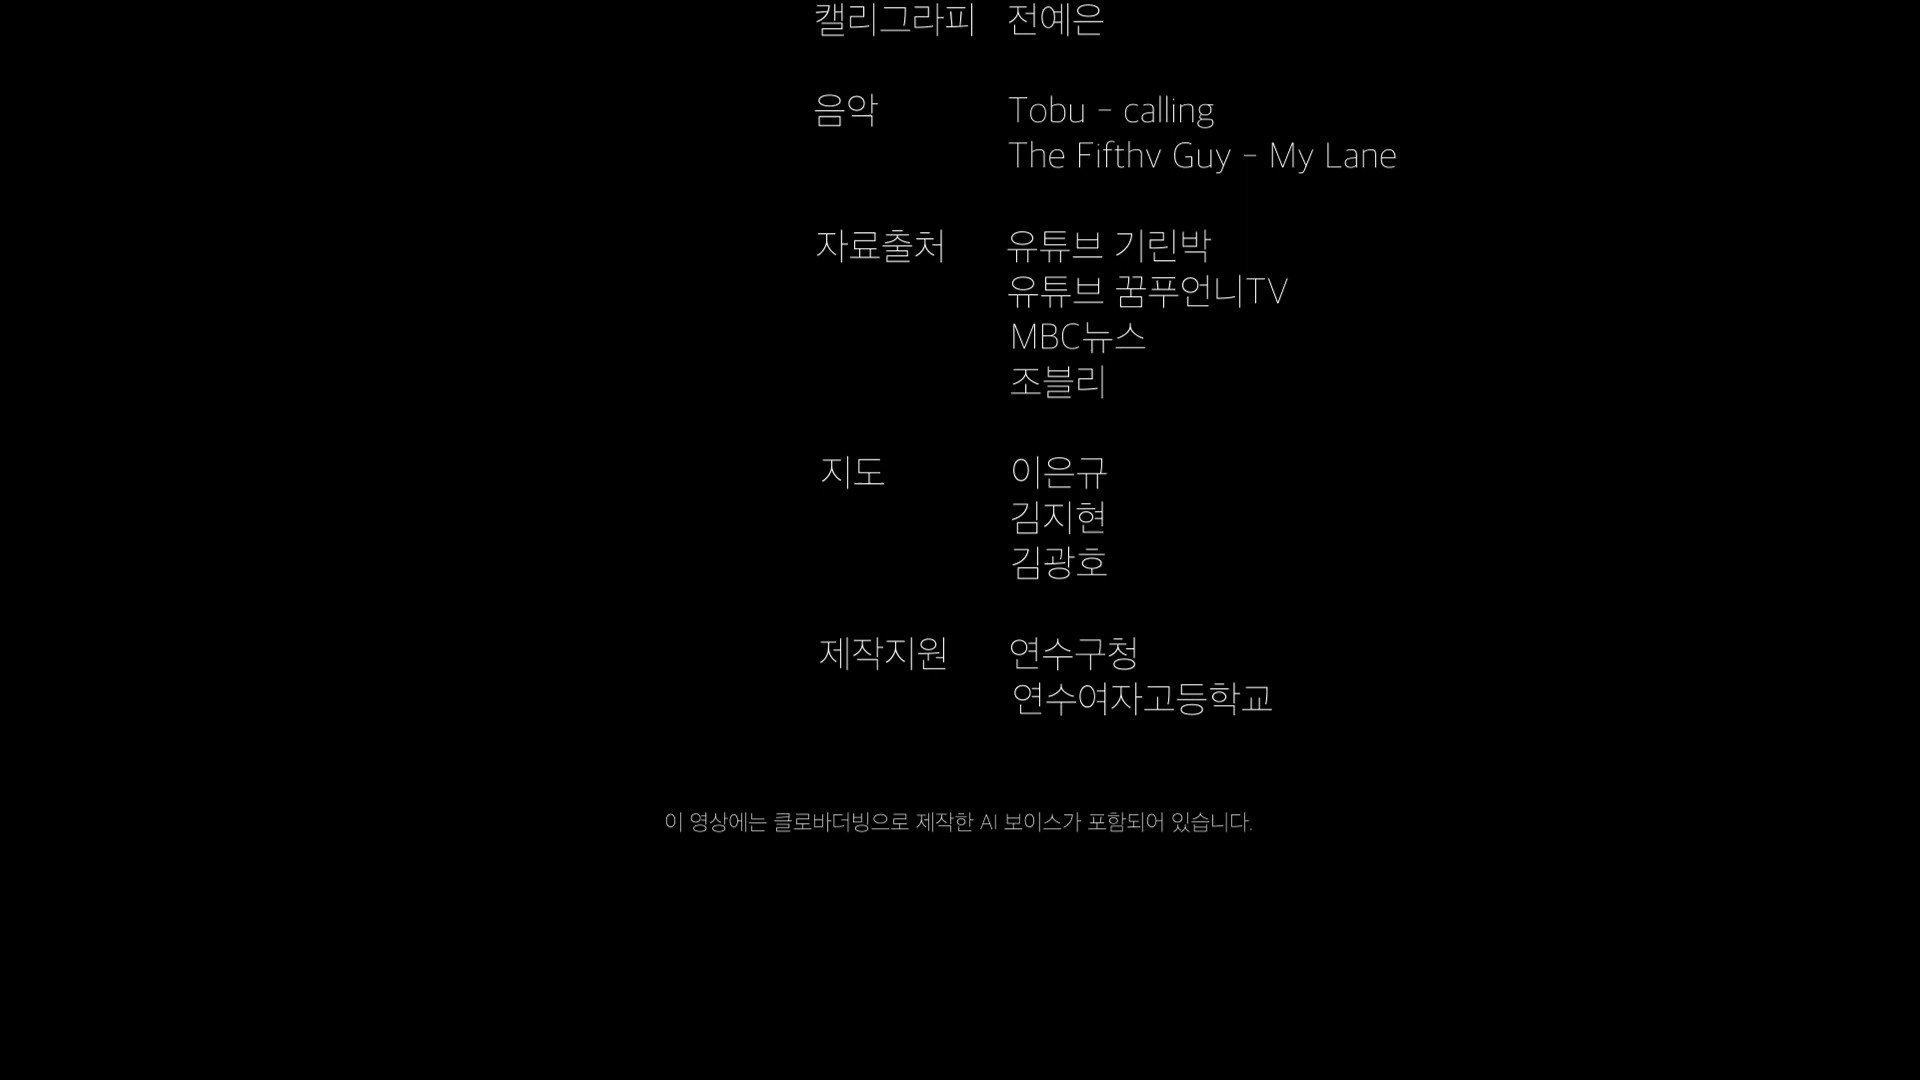 캘리그라피 전예은
음악 Tobu - calling
The Fifthv Guy - My Lane
자료출처 유튜브 기린박
유튜브 꿈푸언니TV
MBC뉴스
조블리
지도 이은규
김지현
김광호
제작지원 연수구청
연수여자고등학교
이 영상에는 클로바더빙으로 제작한 AI 보이스가 포함되어 있습니다.